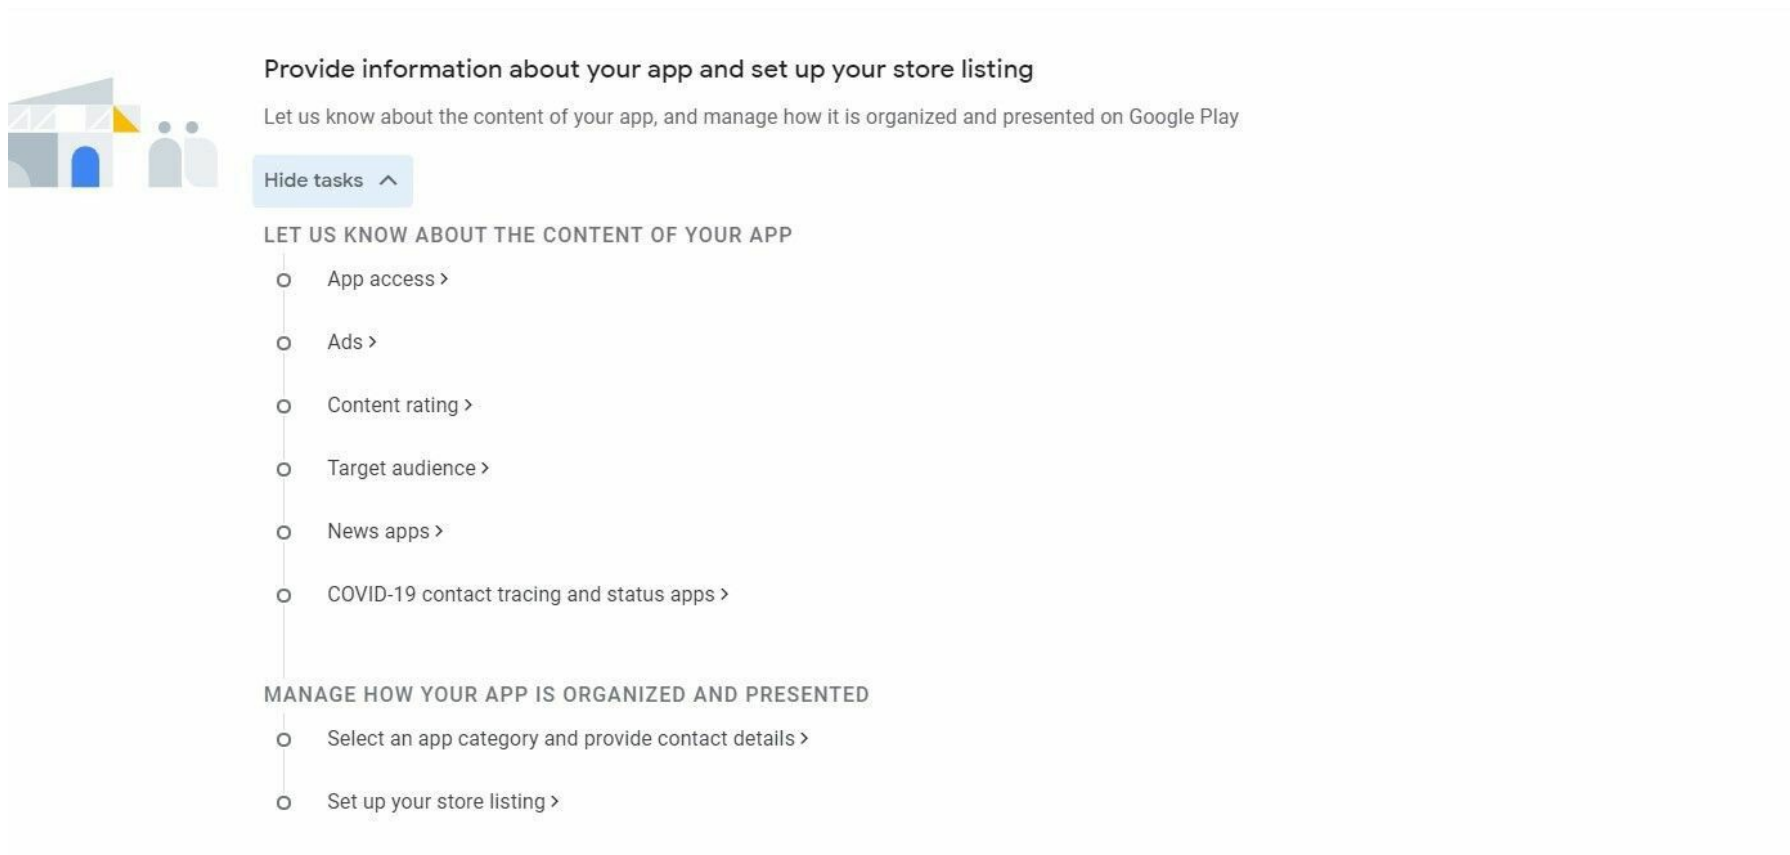 Provide information about your app and set up your store listing
Let us know about the content of your app, and manage how it is organized and presented on Google Play
Hide tasks
LET US KNOW ABOUT THE CONTENT OF YOUR APP
App access
Ads
Content rating
Target audience
News apps
COVID-19 contact tracing and status apps
MANAGE HOW YOUR APP IS ORGANIZED AND PRESENTED
Select an app category and provide contact details
Set up your store listing